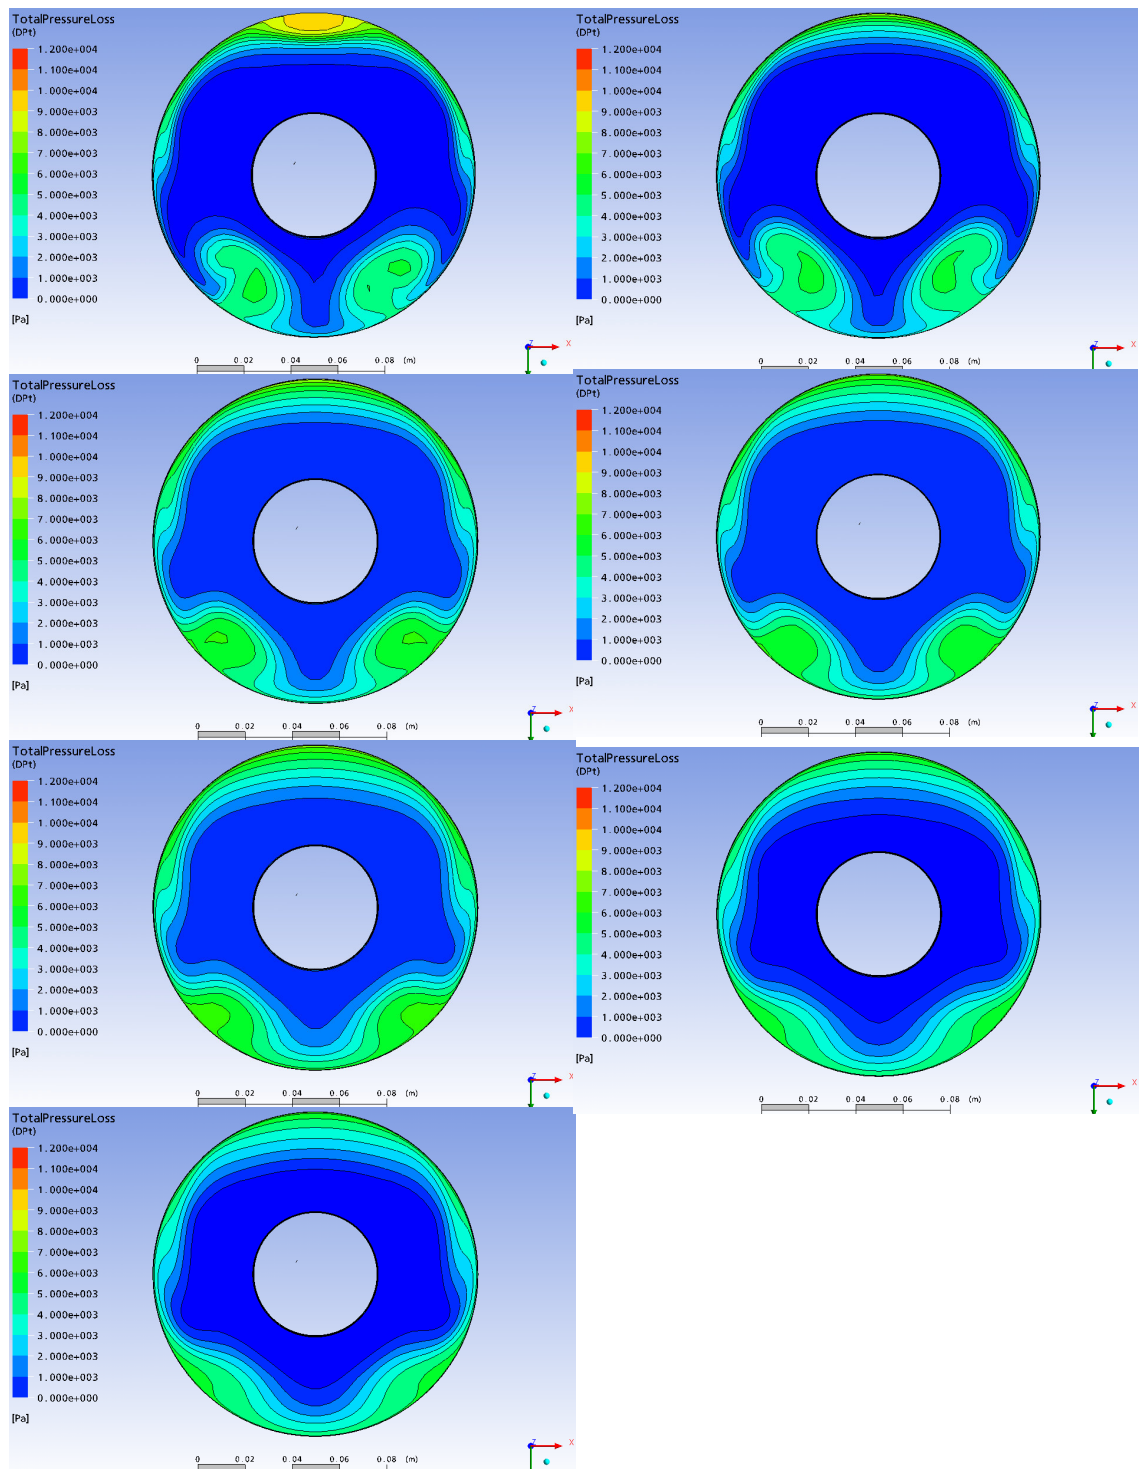 TotalPressureLoss
(DPt)
1.200e+004
1.100e+004
1.000e+004
9.000e+003
8.000e+003
7.000e+003
6.000e+003
5.000e+003
4.000e+003
3.000e+003
2.000e+003
1.000e+003
0.000e+000
[Pa]
0 0.02 0.04 0.06 0.08 (m)
Z X
TotalPressureLoss
(DPt)
1.200e+004
1.100e+004
1.000e+004
9.000e+003
8.000e+003
7.000e+003
6.000e+003
5.000e+003
4.000e+003
3.000e+003
2.000e+003
1.000e+003
0.000e+000
[Pa]
0 0.02 0.04 0.06 0.08 (m)
Z X
TotalPressureLoss
(DPt)
1.200e+004
1.100e+004
1.000e+004
9.000e+003
8.000e+003
7.000e+003
6.000e+003
5.000e+003
4.000e+003
3.000e+003
2.000e+003
1.000e+003
0.000e+000
[Pa]
0 0.02 0.04 0.06 0.08 (m)
Z X
TotalPressureLoss
(DPt)
1.200e+004
1.100e+004
1.000e+004
9.000e+003
8.000e+003
7.000e+003
6.000e+003
5.000e+003
4.000e+003
3.000e+003
2.000e+003
1.000e+003
0.000e+000
[Pa]
0 0.02 0.04 0.06 0.08 (m)
Z X
TotalPressureLoss
(DPt)
1.200e+004
1.100e+004
1.000e+004
9.000e+003
8.000e+003
7.000e+003
6.000e+003
5.000e+003
4.000e+003
3.000e+003
2.000e+003
1.000e+003
0.000e+000
[Pa]
0 0.02 0.04 0.06 0.08 (m)
Z X
TotalPressureLoss
(DPt)
1.200e+004
1.100e+004
1.000e+004
9.000e+003
8.000e+003
7.000e+003
6.000e+003
5.000e+003
4.000e+003
3.000e+003
2.000e+003
1.000e+003
0.000e+000
[Pa]
0 0.02 0.04 0.06 0.08 (m)
Z X
TotalPressureLoss
(DPt)
1.200e+004
1.100e+004
1.000e+004
9.000e+003
8.000e+003
7.000e+003
6.000e+003
5.000e+003
4.000e+003
3.000e+003
2.000e+003
1.000e+003
0.000e+000
[Pa]
0 0.02 0.04 0.06 0.08 (m)
Z X